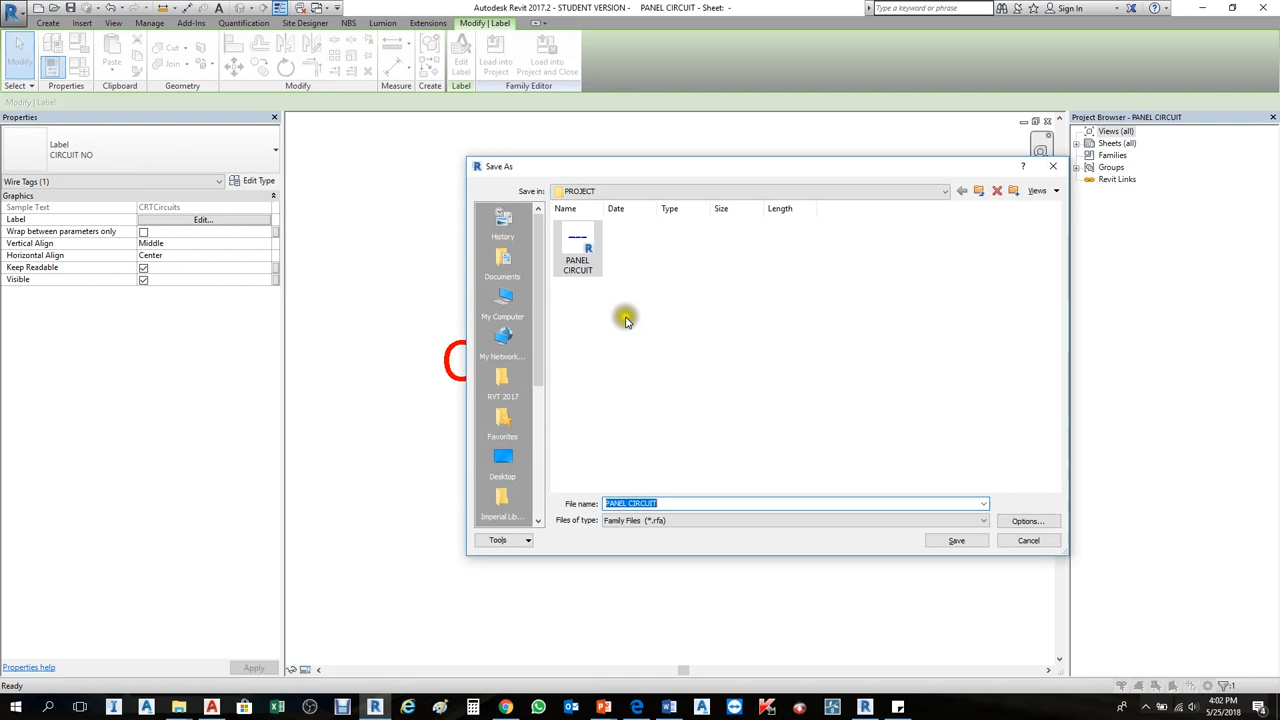 Autodesk Revit 2017.2 - STUDENT VERSION - PANEL CIRCUIT - Sheet: -
Type a keyword or phrase
Sign In
Create Insert View Manage Add-Ins Quantification Site Designer NBS Lumion Extensions Modify | Label
Modify
Paste
Cut
Join
Edit Label
Load into Project
Load into Project and Close
Select Properties Clipboard Geometry Modify Measure Create Label Family Editor
Modify | Label
Properties
Project Browser - PANEL CIRCUIT
Label
CIRCUIT NO
Views (all)
Sheets (all)
Families
Groups
Revit Links
Wire Tags (1)
Edit Type
Graphics
Sample Text CRTCircuits
Label Edit...
Wrap between parameters only
Vertical Align Middle
Horizontal Align Center
Keep Readable
Visible
Save As
Save in: PROJECT
Views
Name Date Type Size Length
PANEL CIRCUIT
History
Documents
My Computer
My Network...
RVT 2017
Favorites
Desktop
Imperial Lib...
File name: PANEL CIRCUIT
Files of type: Family Files (*.rfa)
Options...
Tools
Save
Cancel
Properties help
Apply
Ready
:1
4:02 PM
5/25/2018